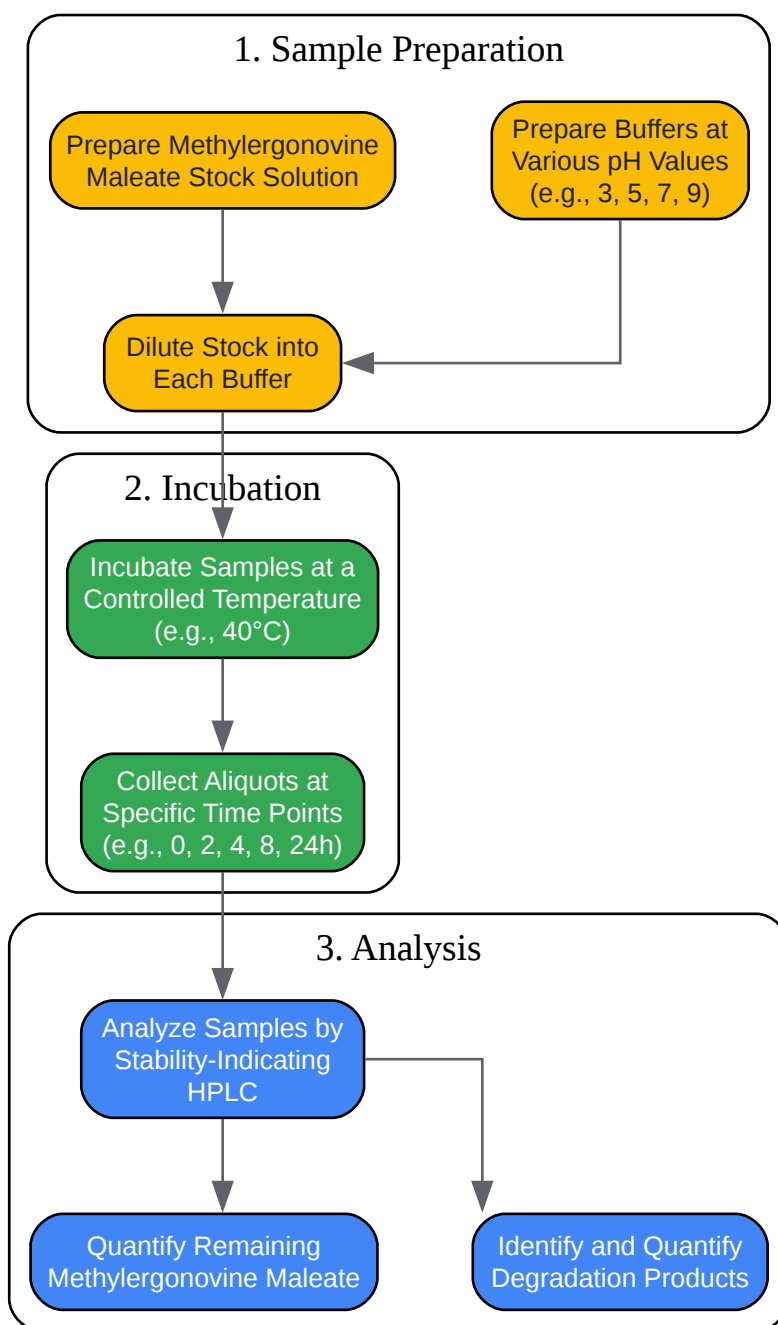 1. Sample Preparation
Prepare Methylergonovine
Maleate Stock Solution
Prepare Buffers at
Various pH Values
(e.g., 3, 5, 7, 9)
Dilute Stock into
Each Buffer
2. Incubation
Incubate Samples at a
Controlled Temperature
(e.g., 40°C)
Collect Aliquots at
Specific Time Points
(e.g., 0, 2, 4, 8, 24h)
3. Analysis
Analyze Samples by
Stability-Indicating
HPLC
Quantify Remaining
Methylergonovine Maleate
Identify and Quantify
Degradation Products